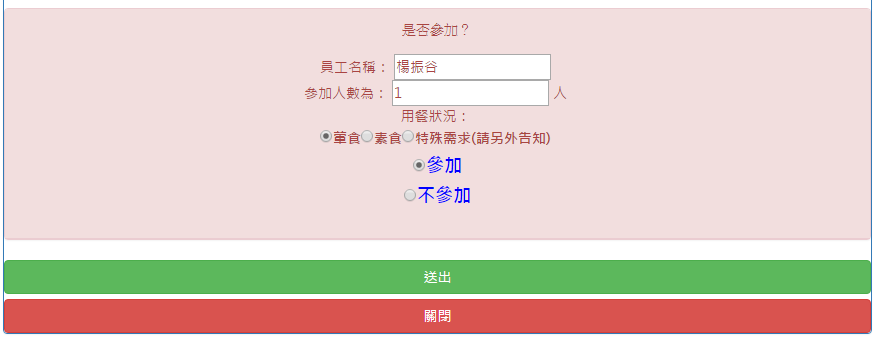 是否參加？
員工名稱： 楊振谷
參加人數為： 1 人
用餐狀況：
葷食素食特殊需求(請另外告知)
參加
不參加
送出
關閉